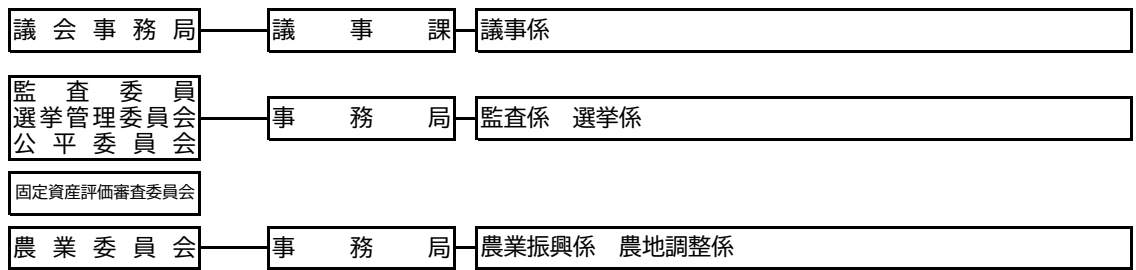 議会事務局 議事課 議事係
監査委員
選挙管理委員会 事務局 監査係 選挙係
公平委員会
固定資産評価審査委員会
農業委員会 事務局 農業振興係 農地調整係